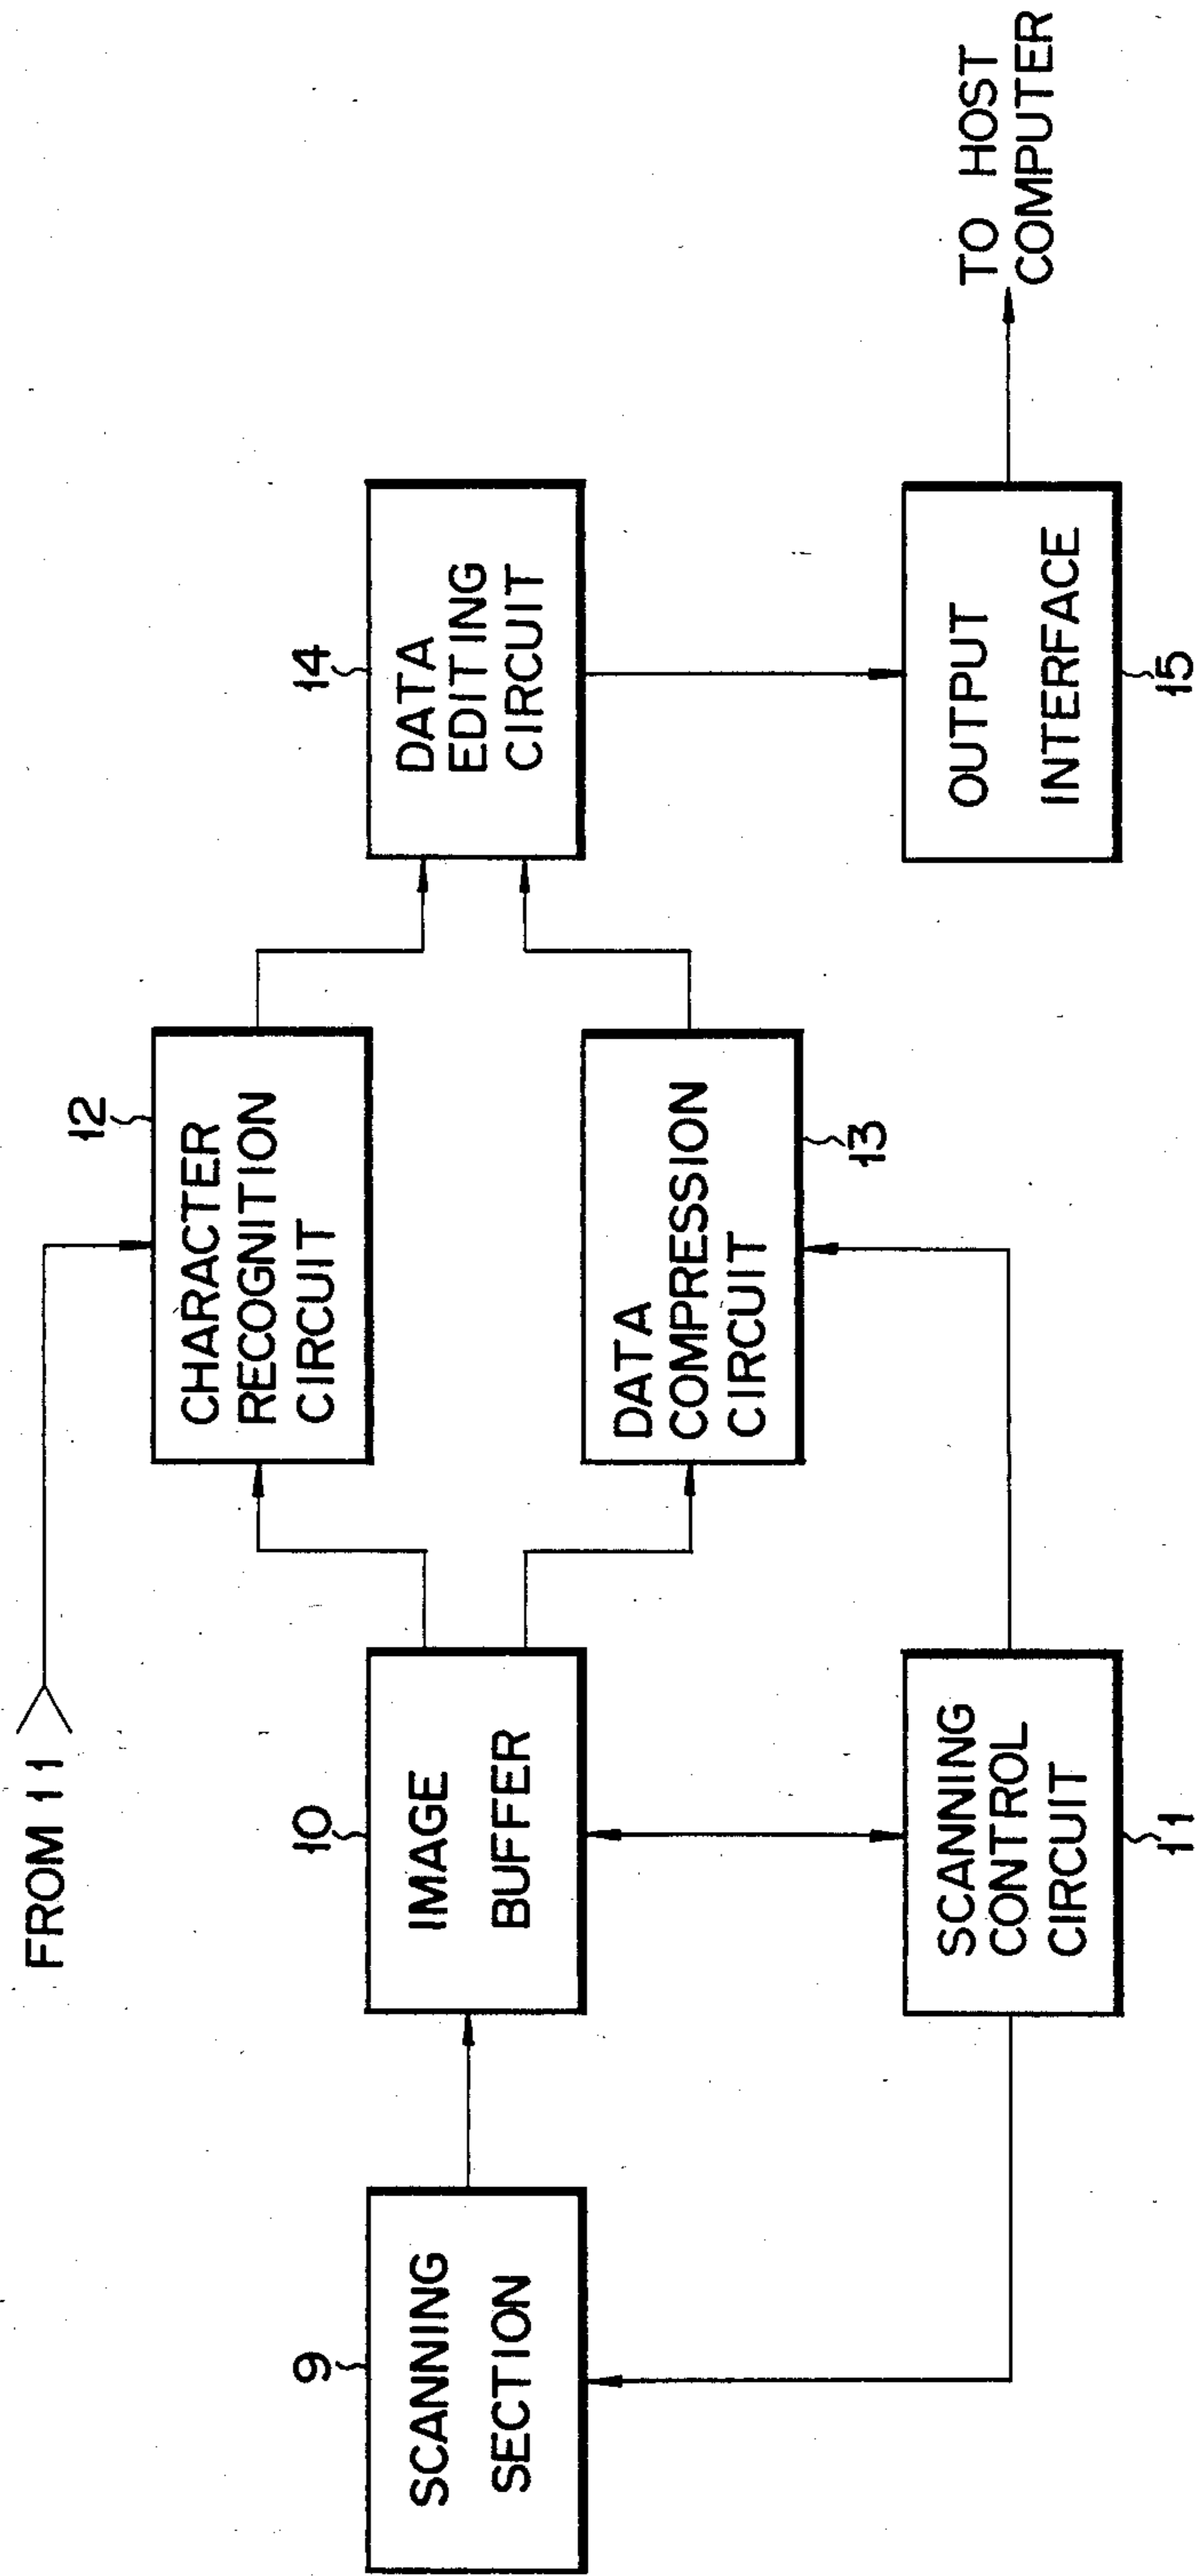 FROM 11
12
CHARACTER
RECOGNITION
CIRCUIT
9
SCANNING
SECTION
10
IMAGE
BUFFER
14
DATA
EDITING
CIRCUIT
DATA
COMPRESSION
CIRCUIT
13
SCANNING
CONTROL
CIRCUIT
11
OUTPUT
INTERFACE
15
TO HOST
COMPUTER